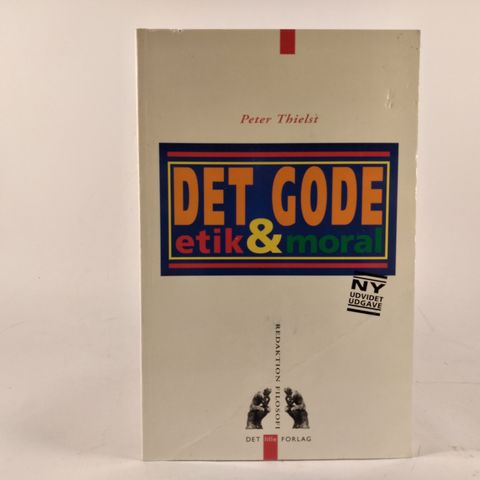 Peter Thielst
DET GODE
etik & moral
NY
UDVIDET
UDGAVE
REDAKTION FILOSOFI
DET lille FORLAG